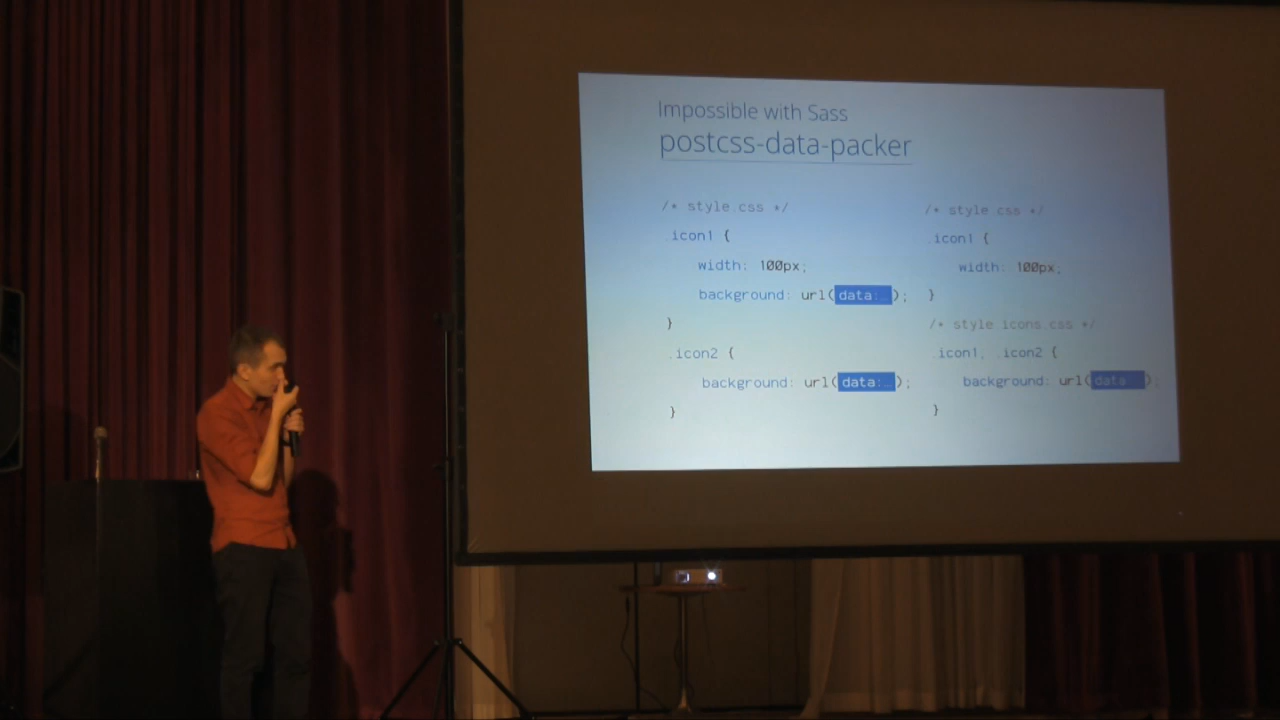 Impossible with Sass
postcss-data-packer
/* style.css */
.icon1 {
width: 100px;
background: url(data:…);
}
.icon2 {
background: url(data:…);
}
/* style.css */
.icon1 {
width: 100px;
}
/* style.icons.css */
.icon1, .icon2 {
background: url(data:…);
}